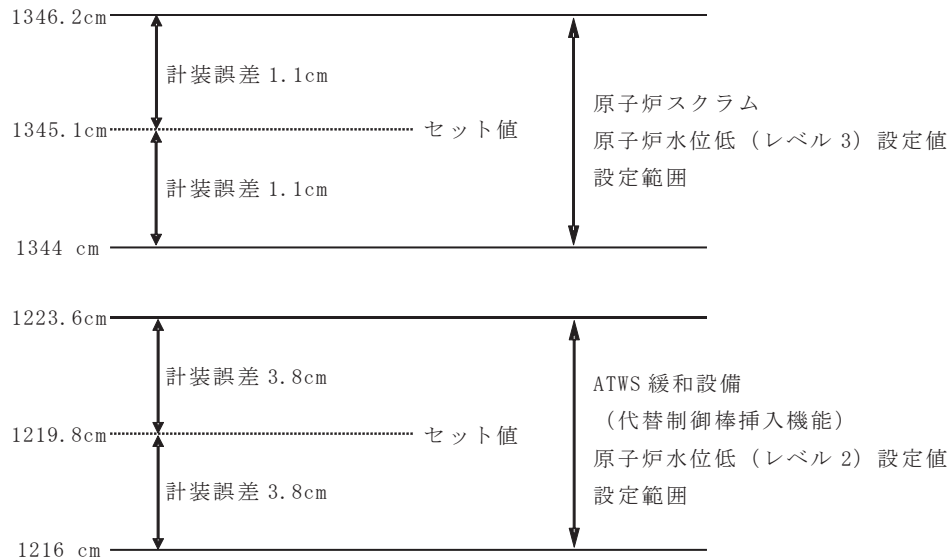 1346.2cm
計装誤差 1.1cm
1345.1cm
セット値
計装誤差 1.1cm
1344 cm
原子炉スクラム
原子炉水位低（レベル 3）設定値
設定範囲
1223.6cm
計装誤差 3.8cm
1219.8cm
セット値
計装誤差 3.8cm
1216 cm
ATWS 緩和設備
（代替制御棒挿入機能）
原子炉水位低（レベル 2）設定値
設定範囲